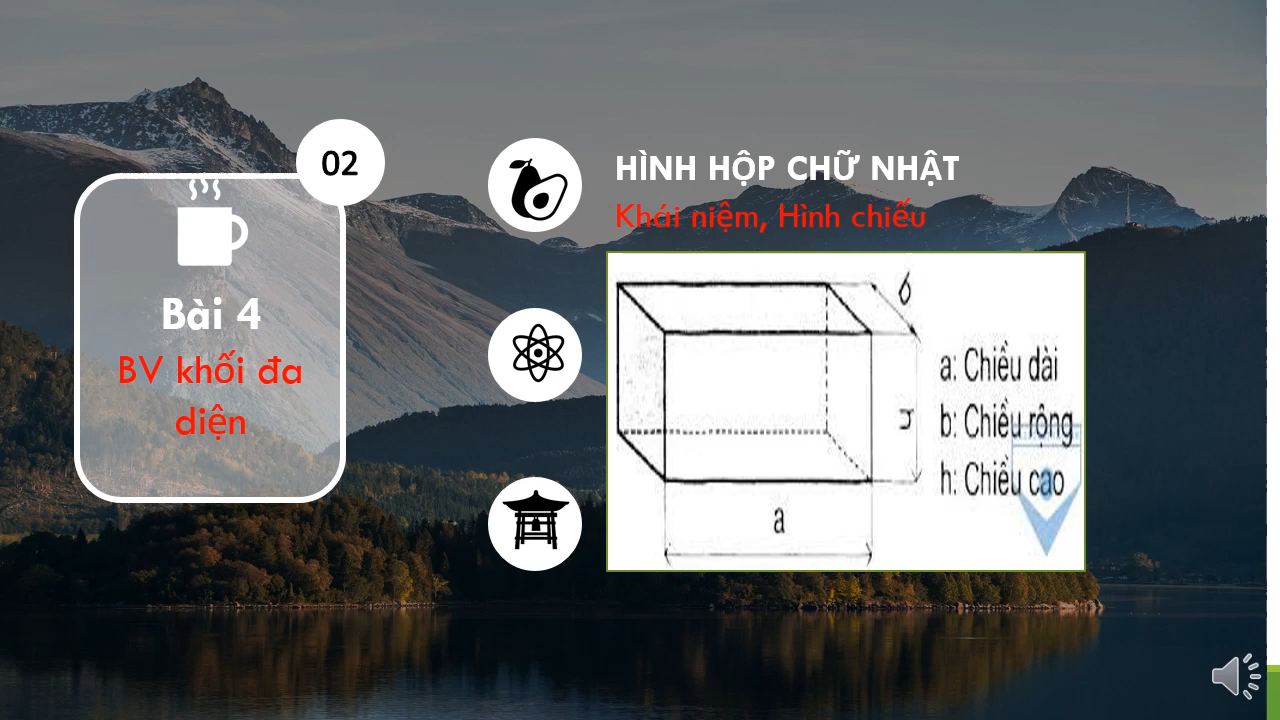 02
Bài 4
BV khối đa
diện
HÌNH HỘP CHỮ NHẬT
Khái niệm, Hình chiếu
b
h
a
a: Chiều dài
b: Chiều rộng
h: Chiều cao